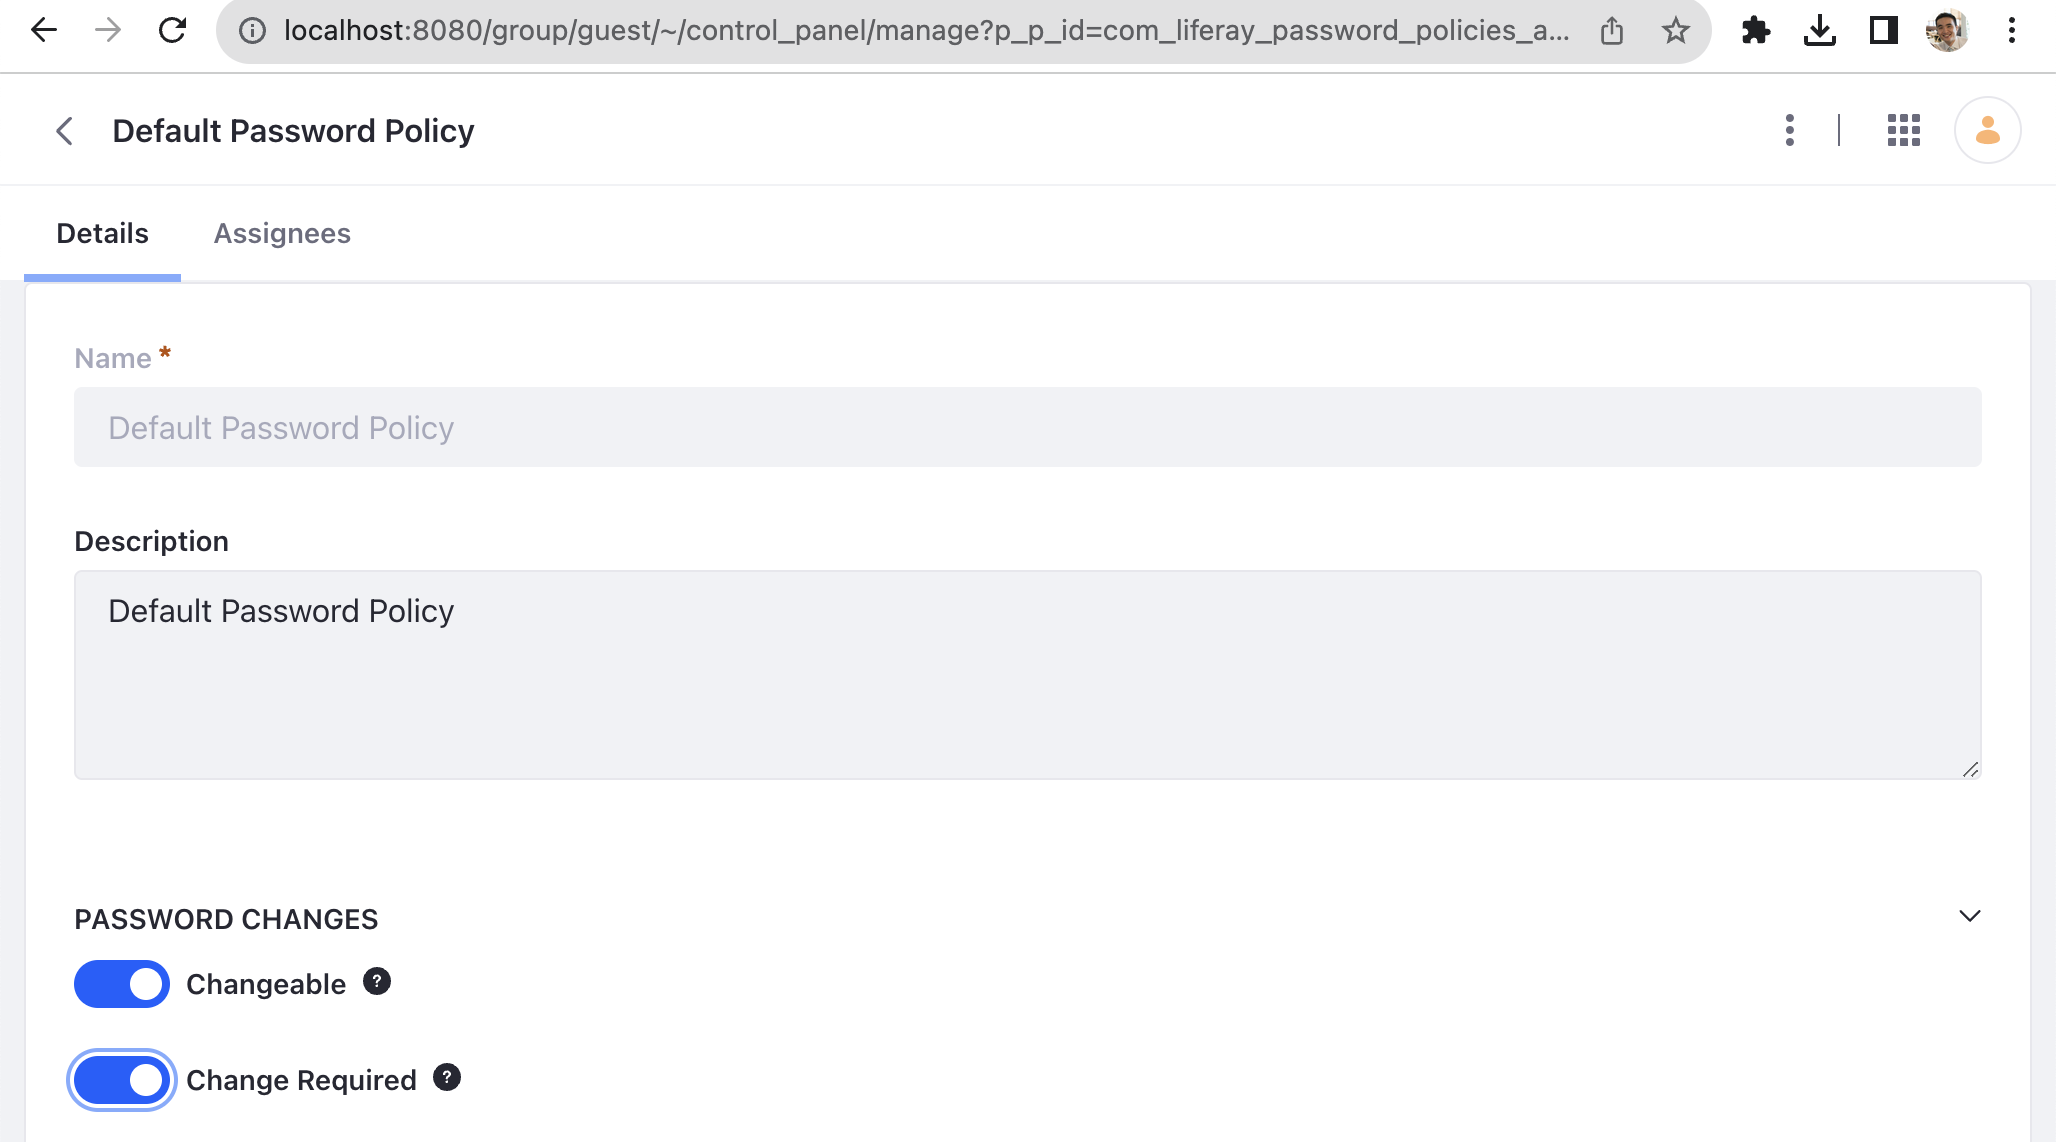 localhost:8080/group/guest/~/control_panel/manage?p_p_id=com_liferay_password_policies_a...
Default Password Policy
Details
Assignees
Name *
Default Password Policy
Description
Default Password Policy
PASSWORD CHANGES
Changeable ?
Change Required ?